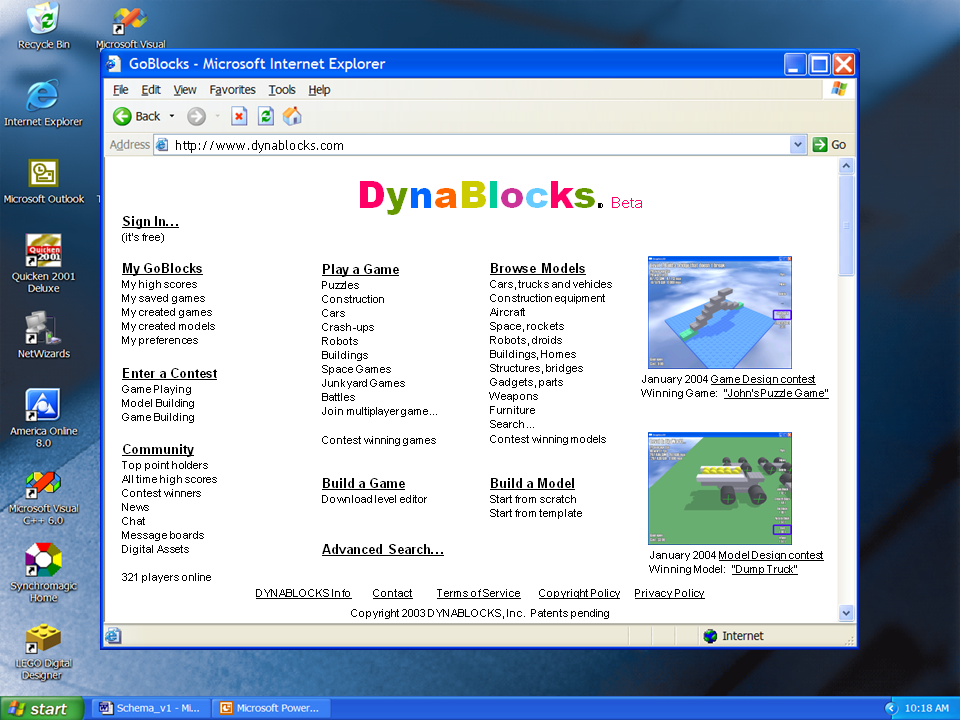 Recycle Bin
Microsoft Visual
Internet Explorer
Microsoft Outlook
Quicken 2001
Deluxe
NetWizards
America Online
8.0
Microsoft Visual
C++ 6.0
Synchromagic
Home
LEGO Digital
Designer
GoBlocks - Microsoft Internet Explorer
File Edit View Favorites Tools Help
Back
Address http://www.dynablocks.com Go
DynaBlocks. Beta
Sign In...
(it's free)
My GoBlocks
My high scores
My saved games
My created games
My created models
My preferences
Enter a Contest
Game Playing
Model Building
Game Building
Community
Top point holders
All time high scores
Contest winners
News
Chat
Message boards
Digital Assets
321 players online
Play a Game
Puzzles
Construction
Cars
Crash-ups
Robots
Buildings
Space Games
Junkyard Games
Battles
Join multiplayer game...
Contest winning games
Build a Game
Download level editor
Advanced Search...
Browse Models
Cars, trucks and vehicles
Construction equipment
Aircraft
Space, rockets
Robots, droids
Buildings, Homes
Structures, bridges
Gadgets, parts
Weapons
Furniture
Search...
Contest winning models
Build a Model
Start from scratch
Start from template
January 2004 Game Design contest
Winning Game: "John's Puzzle Game"
January 2004 Model Design contest
Winning Model: "Dump Truck"
DYNABLOCKS Info Contact Terms of Service Copyright Policy Privacy Policy
Copyright 2003 DYNABLOCKS, Inc. Patents pending
Internet
start Schema_v1 - Mi... Microsoft Power... 10:18 AM